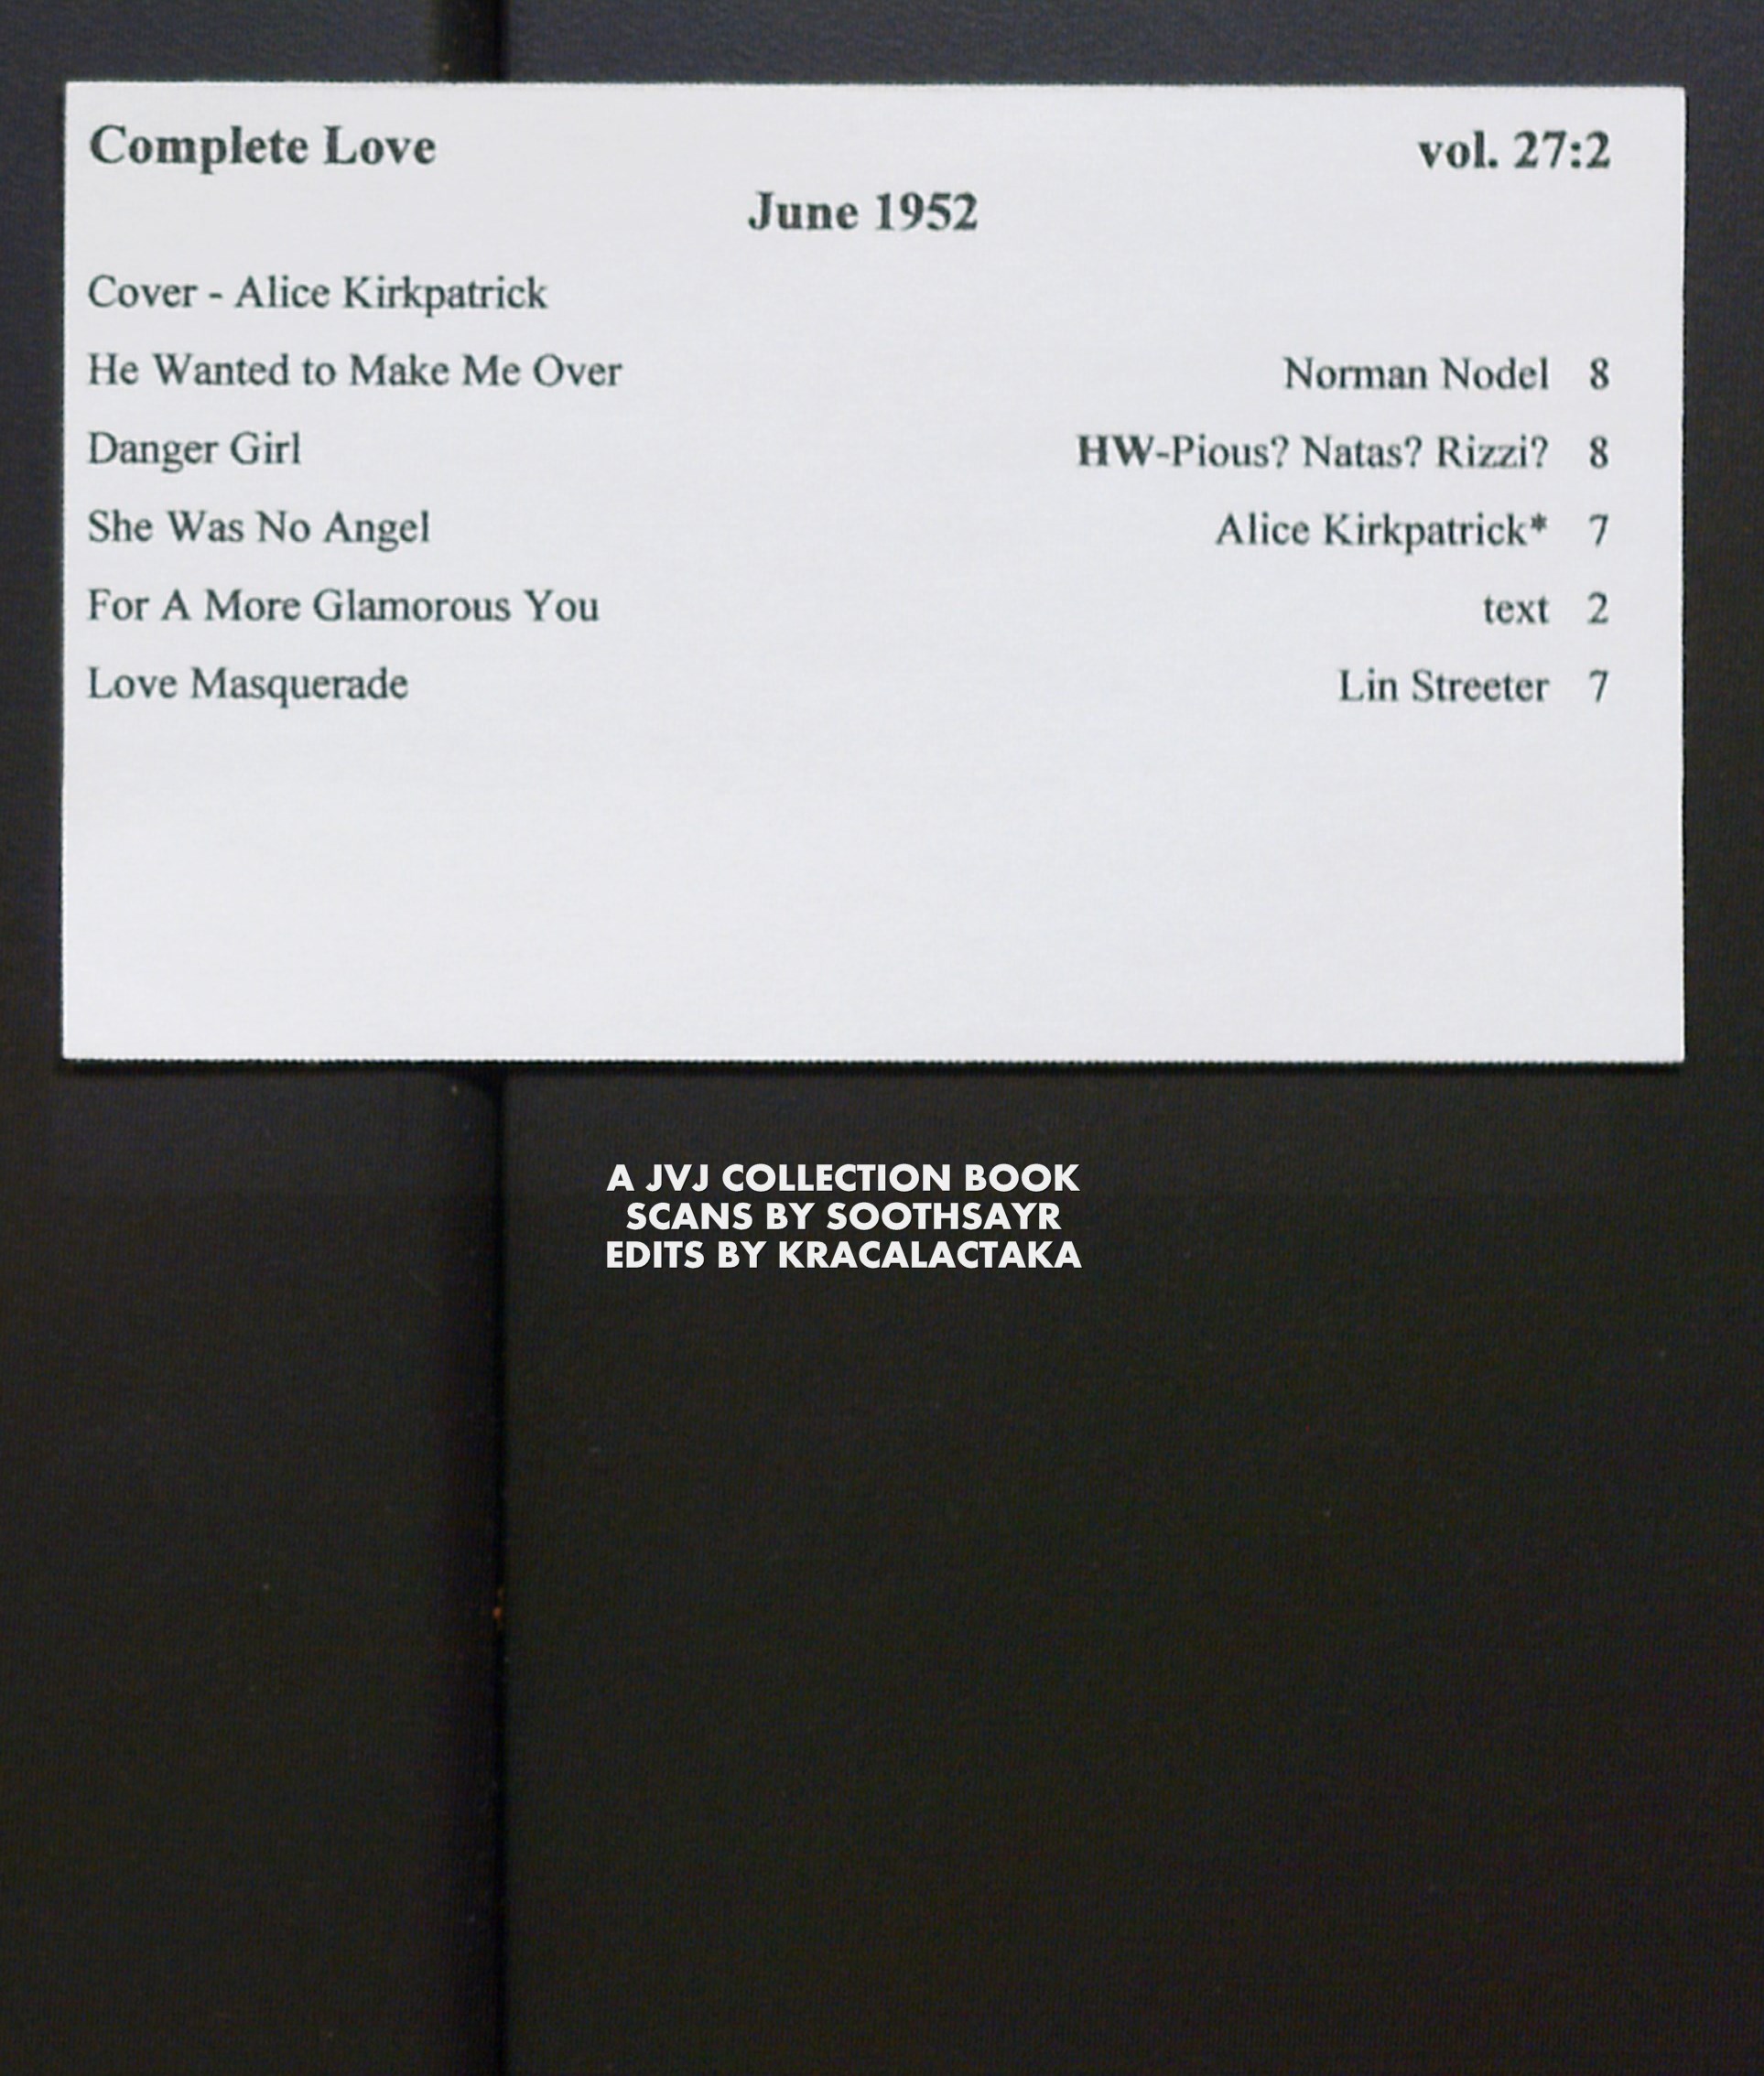 Complete Love vol. 27:2
June 1952
Cover - Alice Kirkpatrick
He Wanted to Make Me Over Norman Nodel 8
Danger Girl HW-Pious? Natas? Rizzi? 8
She Was No Angel Alice Kirkpatrick* 7
For A More Glamorous You text 2
Love Masquerade Lin Streeter 7
A JVJ COLLECTION BOOK
SCANS BY SOOTHSAYR
EDITS BY KRACALACTAKA